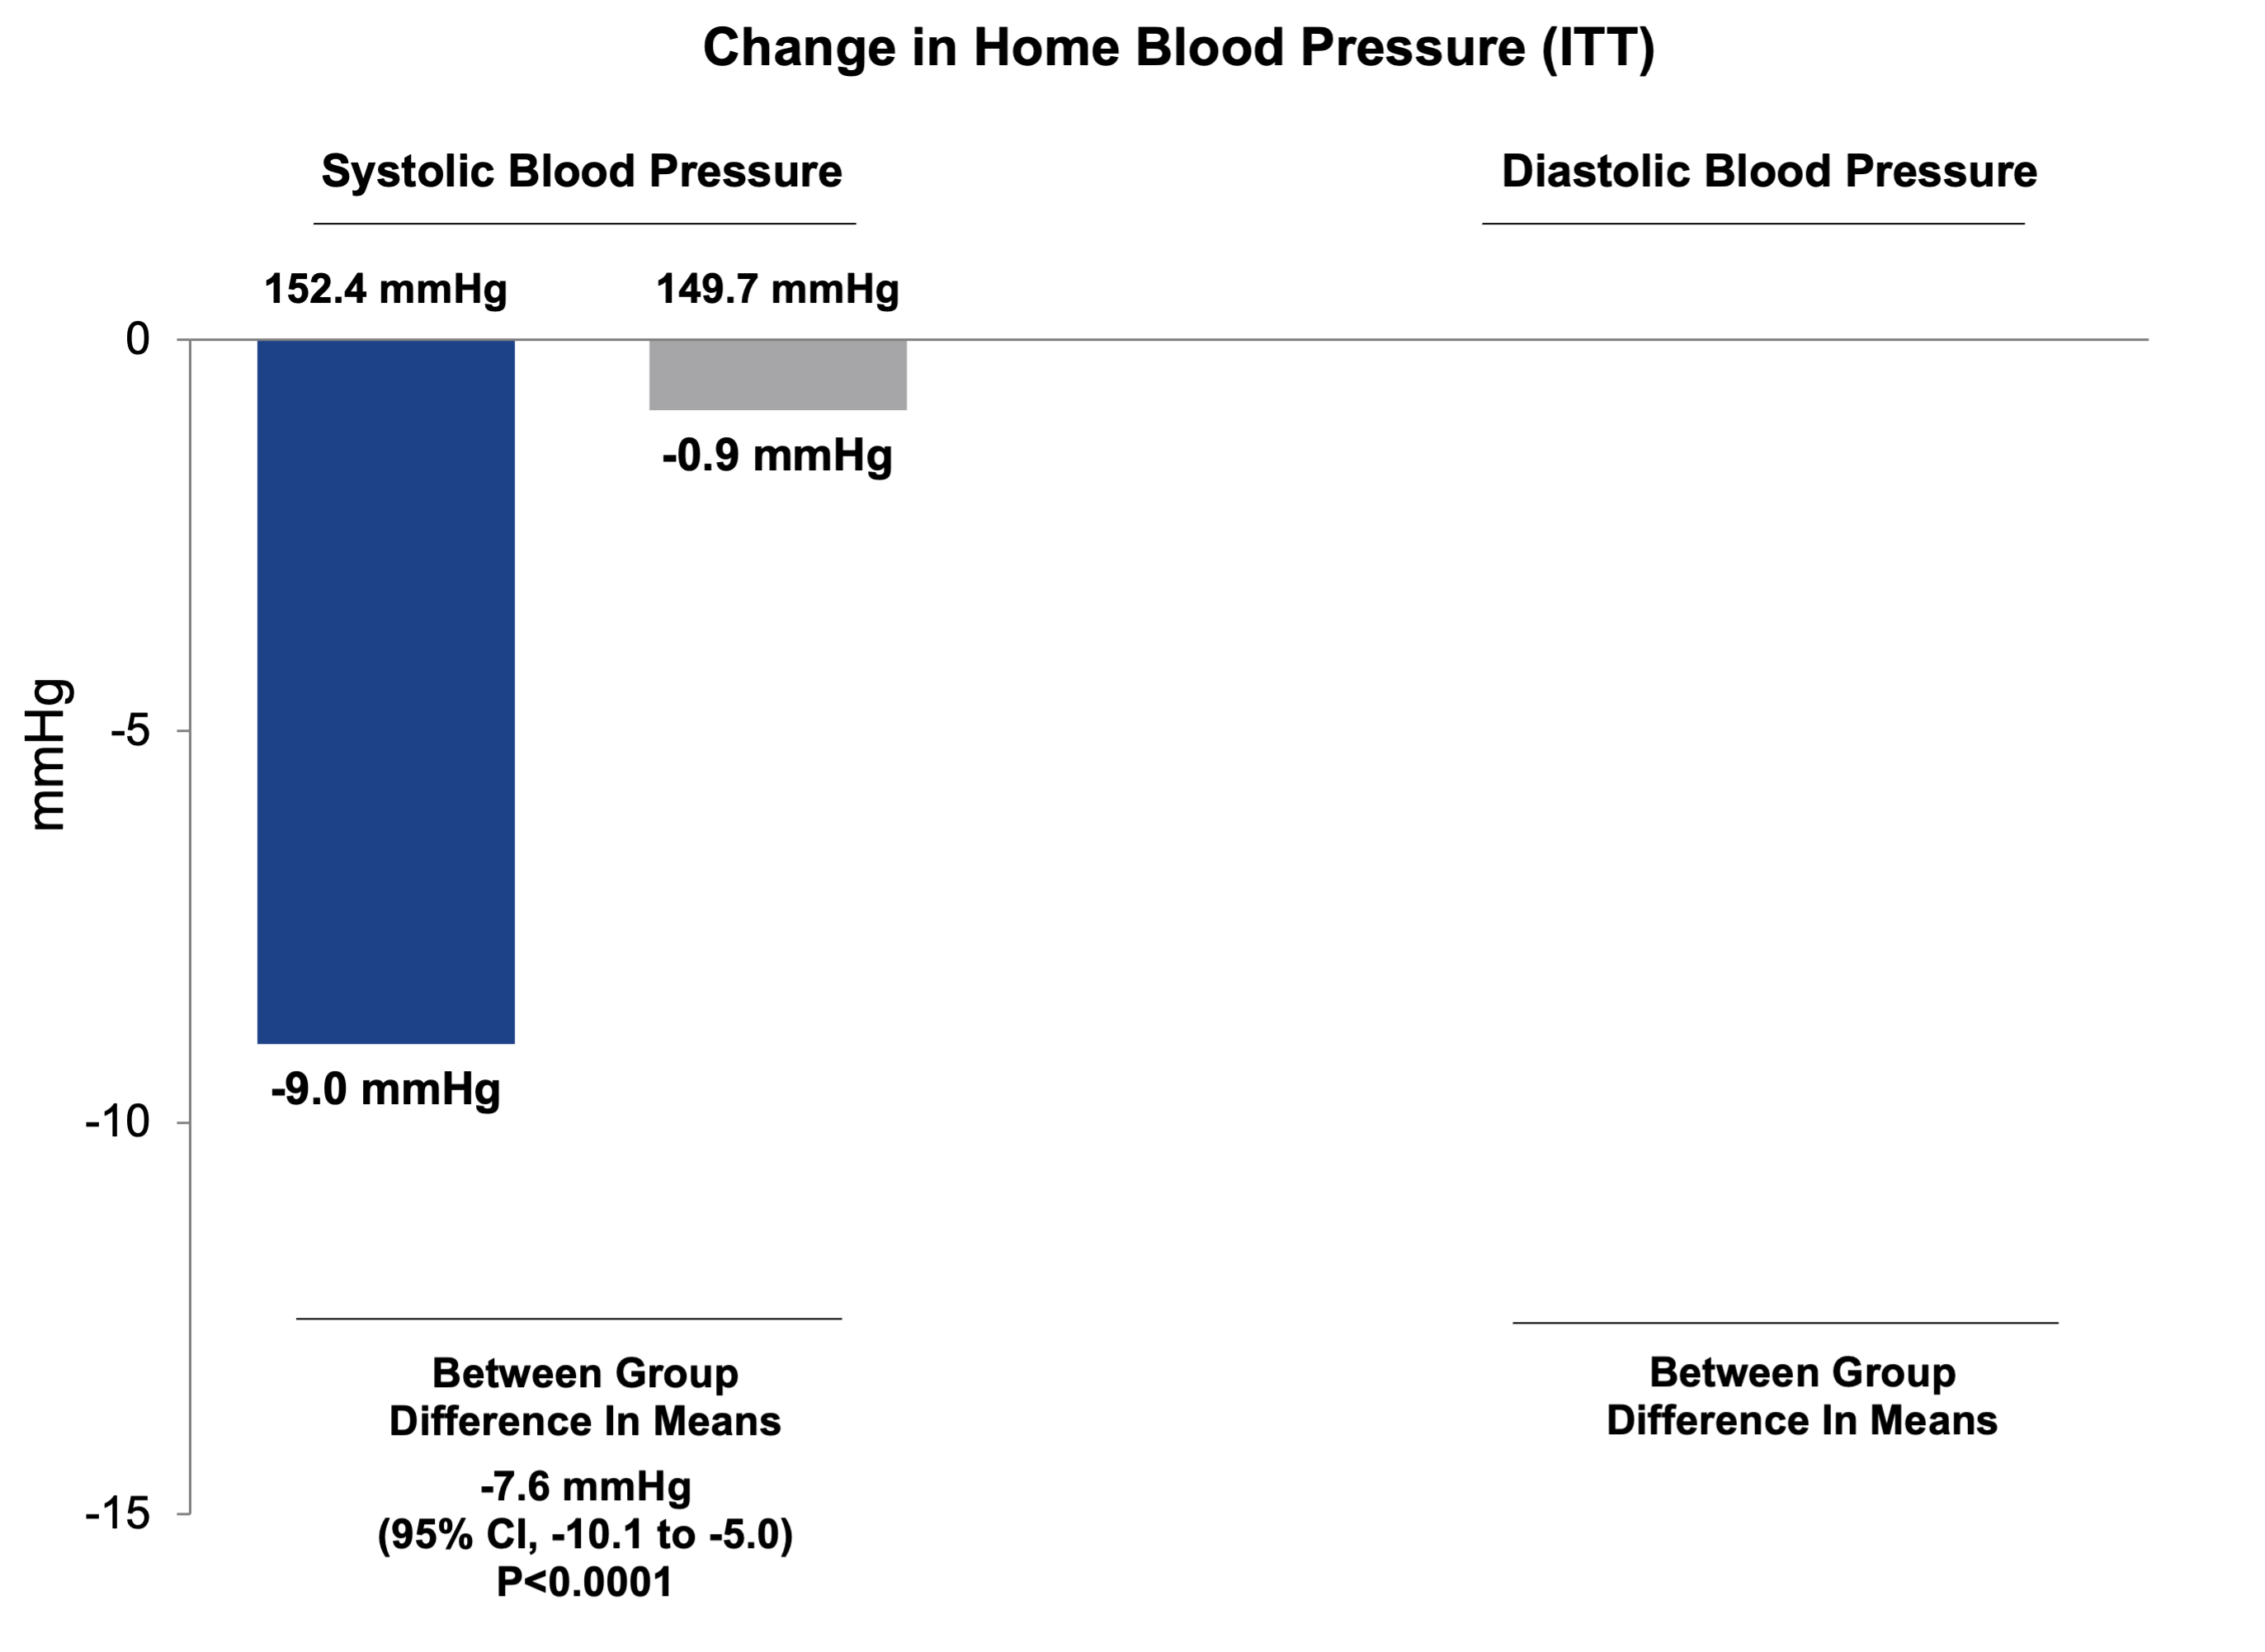 Change in Home Blood Pressure (ITT)
Systolic Blood Pressure
Diastolic Blood Pressure
152.4 mmHg
149.7 mmHg
0
-0.9 mmHg
-5
mmHg
-9.0 mmHg
-10
Between Group
Difference In Means
-7.6 mmHg
(95% CI, -10.1 to -5.0)
P<0.0001
Between Group
Difference In Means
-15